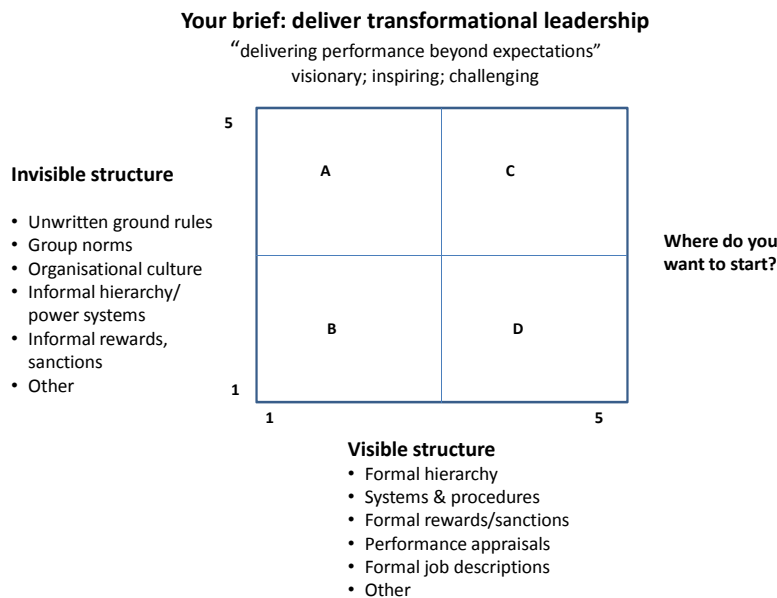 Your brief: deliver transformational leadership
“delivering performance beyond expectations”
visionary; inspiring; challenging
5
Invisible structure
• Unwritten ground rules
• Group norms
• Organisational culture
• Informal hierarchy/
power systems
• Informal rewards,
sanctions
• Other
1
A
C
B
D
Where do you
want to start?
1
5
Visible structure
• Formal hierarchy
• Systems & procedures
• Formal rewards/sanctions
• Performance appraisals
• Formal job descriptions
• Other